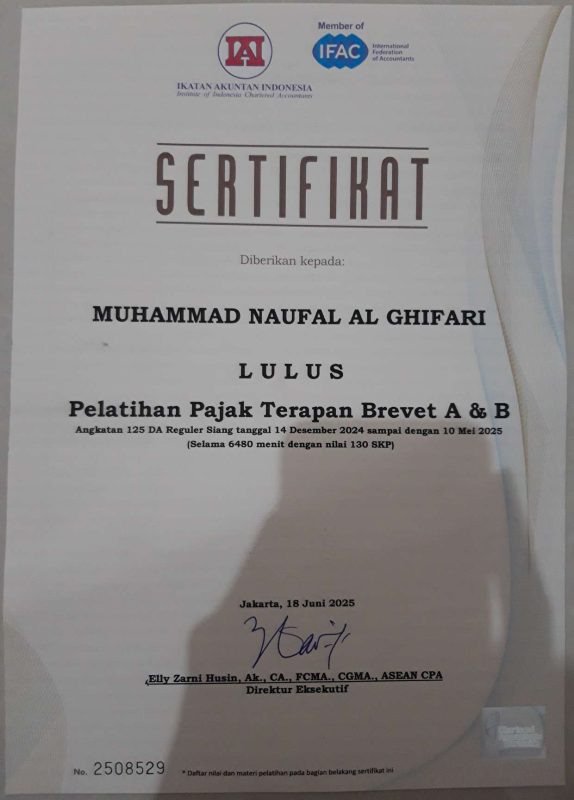 Member of
IAI
IFAC
International
Federation
of Accountants
IKATAN AKUNTAN INDONESIA
Institute of Indonesia Chartered Accountants
SERTIFIKAT
Diberikan kepada:
MUHAMMAD NAUFAL AL GHIFARI
L U L U S
Pelatihan Pajak Terapan Brevet A & B
Angkatan 125 DA Reguler Siang tanggal 14 Desember 2024 sampai dengan 10 Mei 2025
(Selama 6480 menit dengan nilai 130 SKP)
Jakarta, 18 Juni 2025
Elly Zarni Husin, Ak., CA., FCMA., CGMA., ASEAN CPA
Direktur Eksekutif
No. 2508529
* Daftar nilai dan materi pelatihan pada bagian belakang sertifikat ini